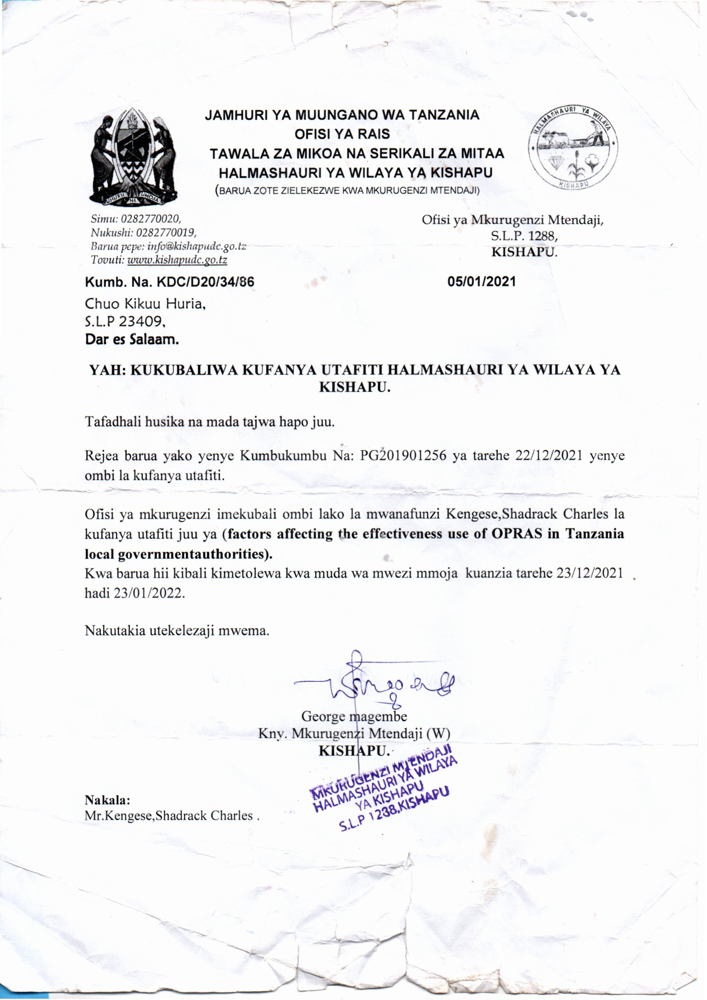 JAMHURI YA MUUNGANO WA TANZANIA
OFISI YA RAIS
TAWALA ZA MIKOA NA SERIKALI ZA MITAA
HALMASHAURI YA WILAYA YA KISHAPU
(BARUA ZOTE ZIELEKEZWE KWA MKURUGENZI MTENDAJI)
UHURU NA UMOJA
HALMASHAURI YA WILAYA
KISHAPU
Simu: 0282770020,
Nukushi: 0282770019,
Barua pepe: info@kishapudc.go.tz
Tovuti: www.kishapudc.go.tz
Ofisi ya Mkurugenzi Mtendaji,
S.L.P. 1288,
KISHAPU.
Kumb. Na. KDC/D20/34/86
05/01/2021
Chuo Kikuu Huria,
S.L.P 23409,
Dar es Salaam.
YAH: KUKUBALIWA KUFANYA UTAFITI HALMASHAURI YA WILAYA YA
KISHAPU.
Tafadhali husika na mada tajwa hapo juu.
Rejea barua yako yenye Kumbukumbu Na: PG201901256 ya tarehe 22/12/2021 yenye
ombi la kufanya utafiti.
Ofisi ya mkurugenzi imekubali ombi lako la mwanafunzi Kengese,Shadrack Charles la
kufanya utafiti juu ya (factors affecting the effectiveness use of OPRAS in Tanzania
local governmentauthorities).
Kwa barua hii kibali kimetolewa kwa muda wa mwezi mmoja kuanzia tarehe 23/12/2021
hadi 23/01/2022.
Nakutakia utekelezaji mwema.
George magembe
Kny. Mkurugenzi Mtendaji (W)
KISHAPU.
MKURUGENZI MTENDAJI
HALMASHAURI YA WILAYA
YA KISHAPU
S.L.P 1238,KISHAPU
Nakala:
Mr.Kengese,Shadrack Charles .